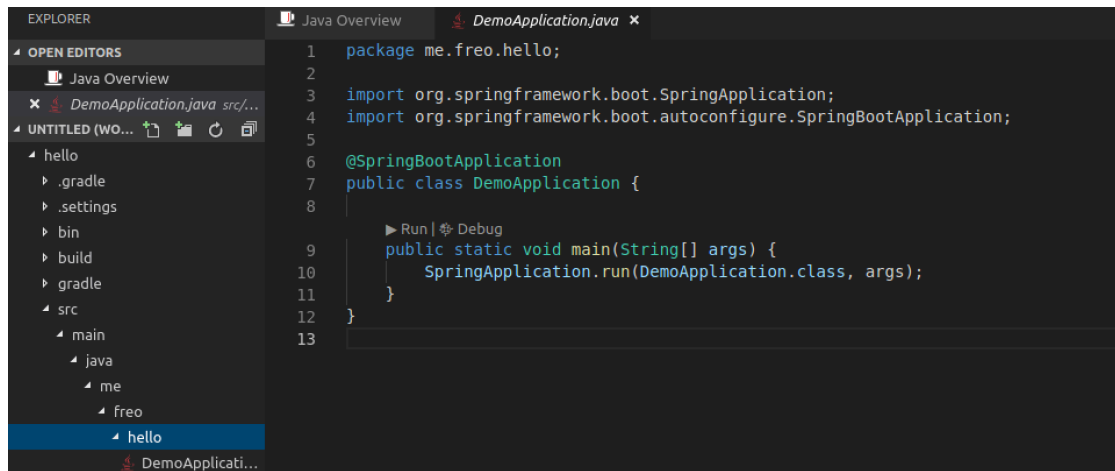 EXPLORER
OPEN EDITORS
Java Overview
DemoApplication.java src/...
UNTITLED (WO...
hello
.gradle
.settings
bin
build
gradle
src
main
java
me
freo
hello
DemoApplicati...
Java Overview
DemoApplication.java
1 package me.freo.hello;
2
3 import org.springframework.boot.SpringApplication;
4 import org.springframework.boot.autoconfigure.SpringBootApplication;
5
6 @SpringBootApplication
7 public class DemoApplication {
8
Run | Debug
9 public static void main(String[] args) {
10 SpringApplication.run(DemoApplication.class, args);
11 }
12 }
13